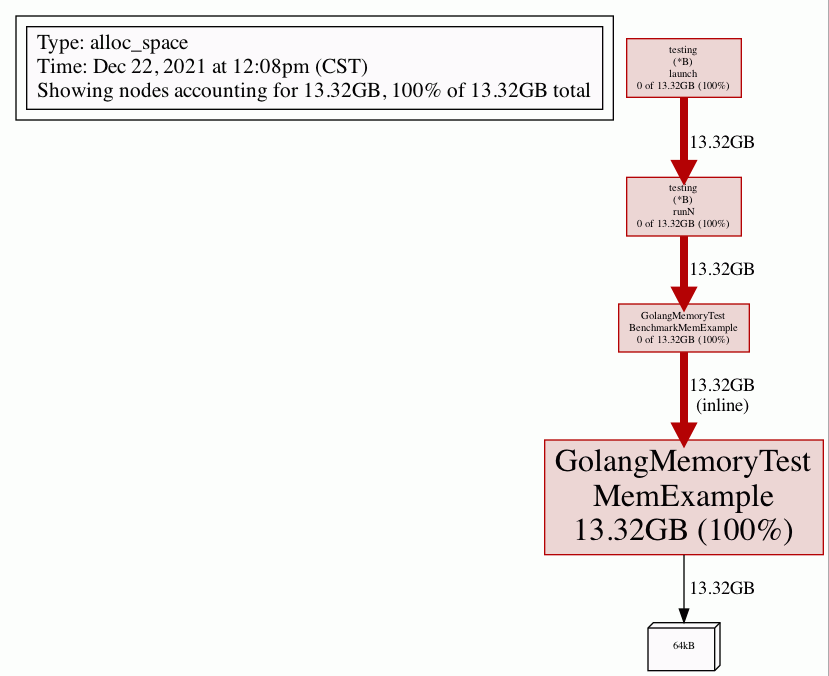 Type: alloc_space
Time: Dec 22, 2021 at 12:08pm (CST)
Showing nodes accounting for 13.32GB, 100% of 13.32GB total
testing
(*B)
launch
0 of 13.32GB (100%)
13.32GB
testing
(*B)
runN
0 of 13.32GB (100%)
13.32GB
GolangMemoryTest
BenchmarkMemExample
0 of 13.32GB (100%)
13.32GB
(inline)
GolangMemoryTest
MemExample
13.32GB (100%)
13.32GB
64kB